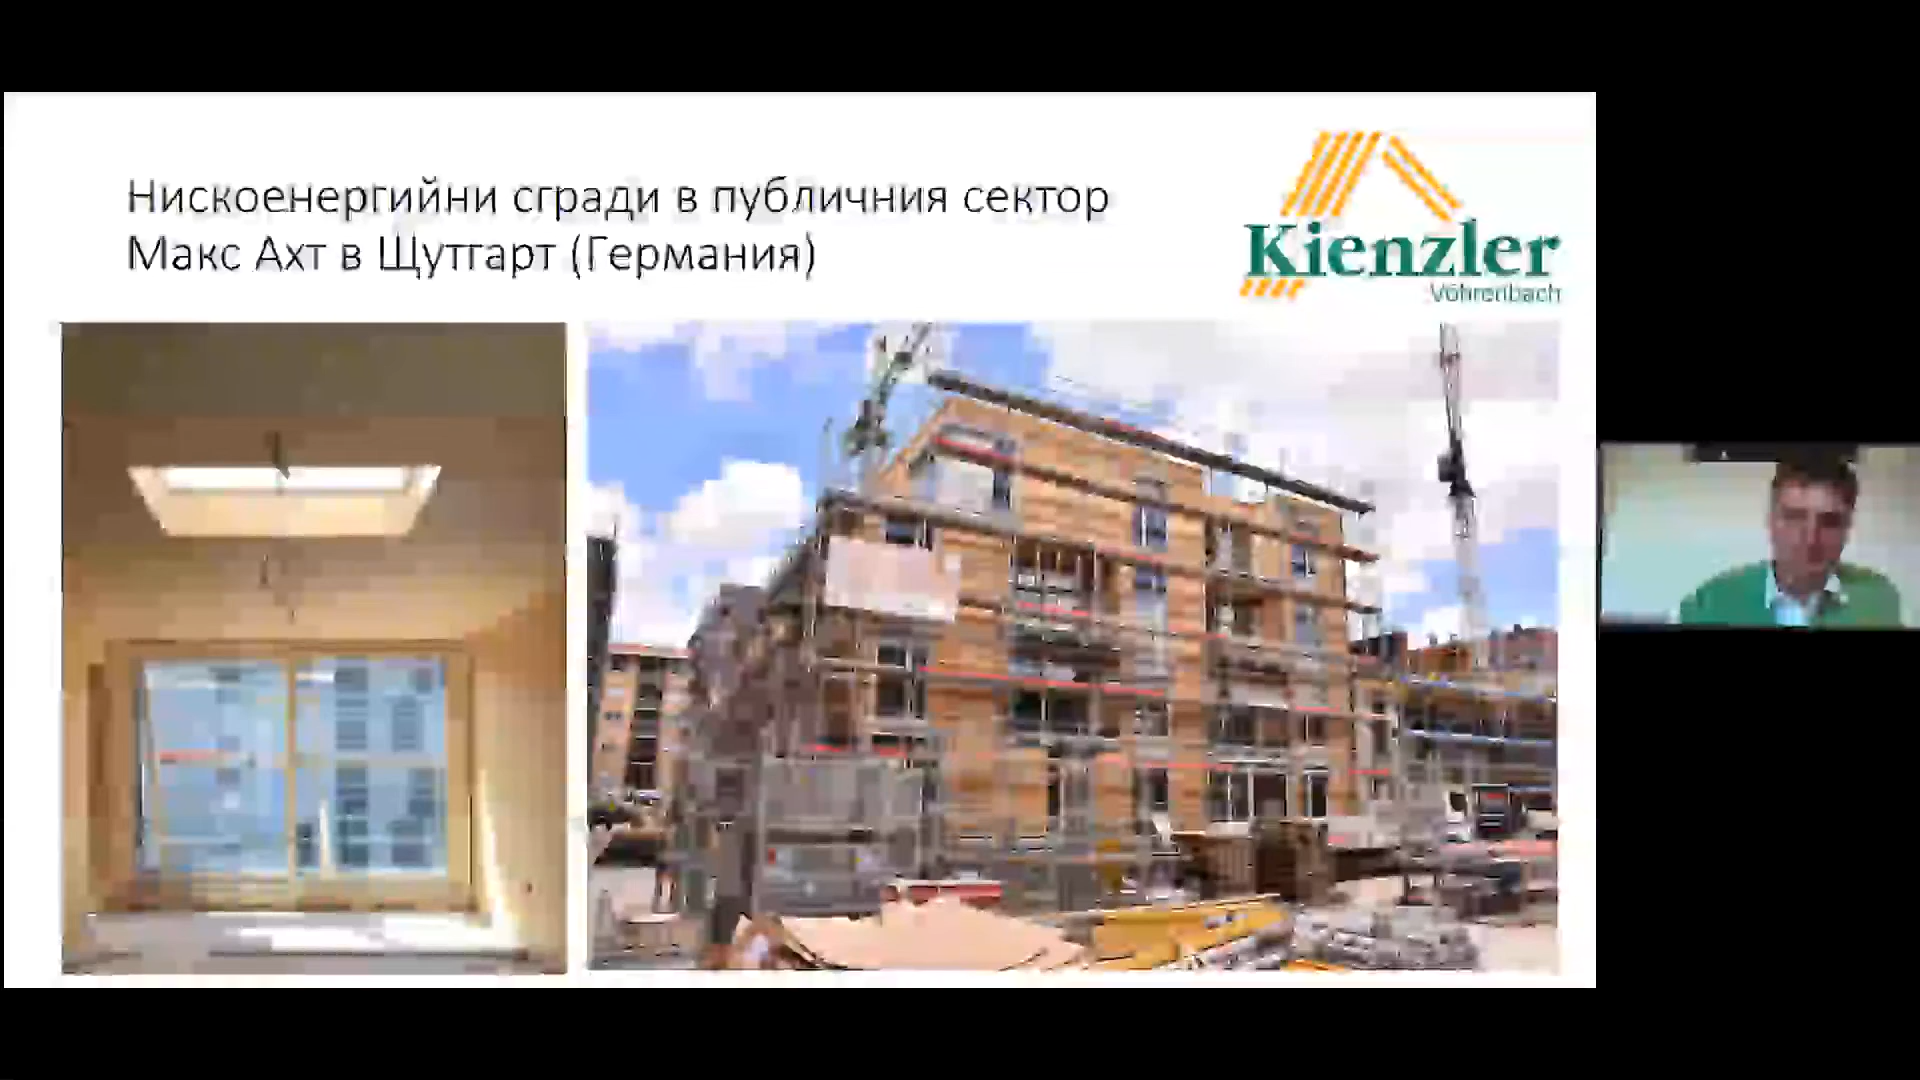 Нискоенергийни сгради в публичния сектор
Макс Ахт в Щутгарт (Германия)
Kienzler
Vöhrenbach